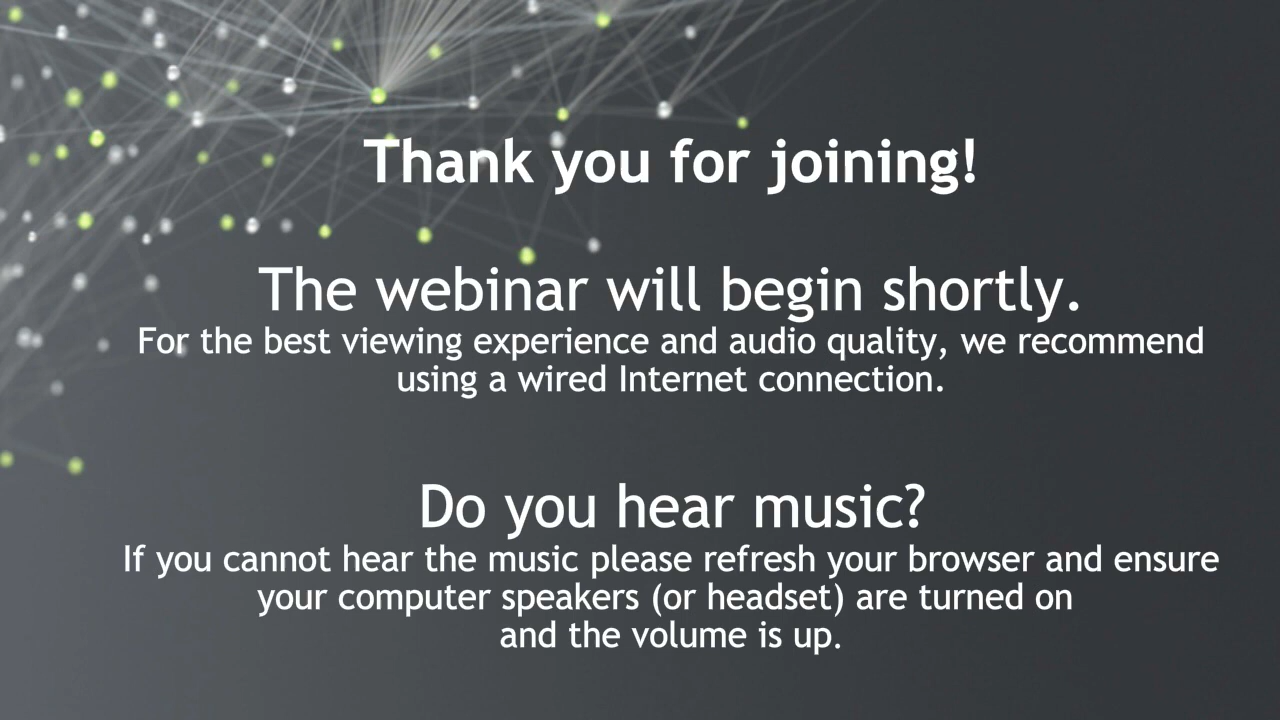 Thank you for joining!
The webinar will begin shortly.
For the best viewing experience and audio quality, we recommend
using a wired Internet connection.
Do you hear music?
If you cannot hear the music please refresh your browser and ensure
your computer speakers (or headset) are turned on
and the volume is up.